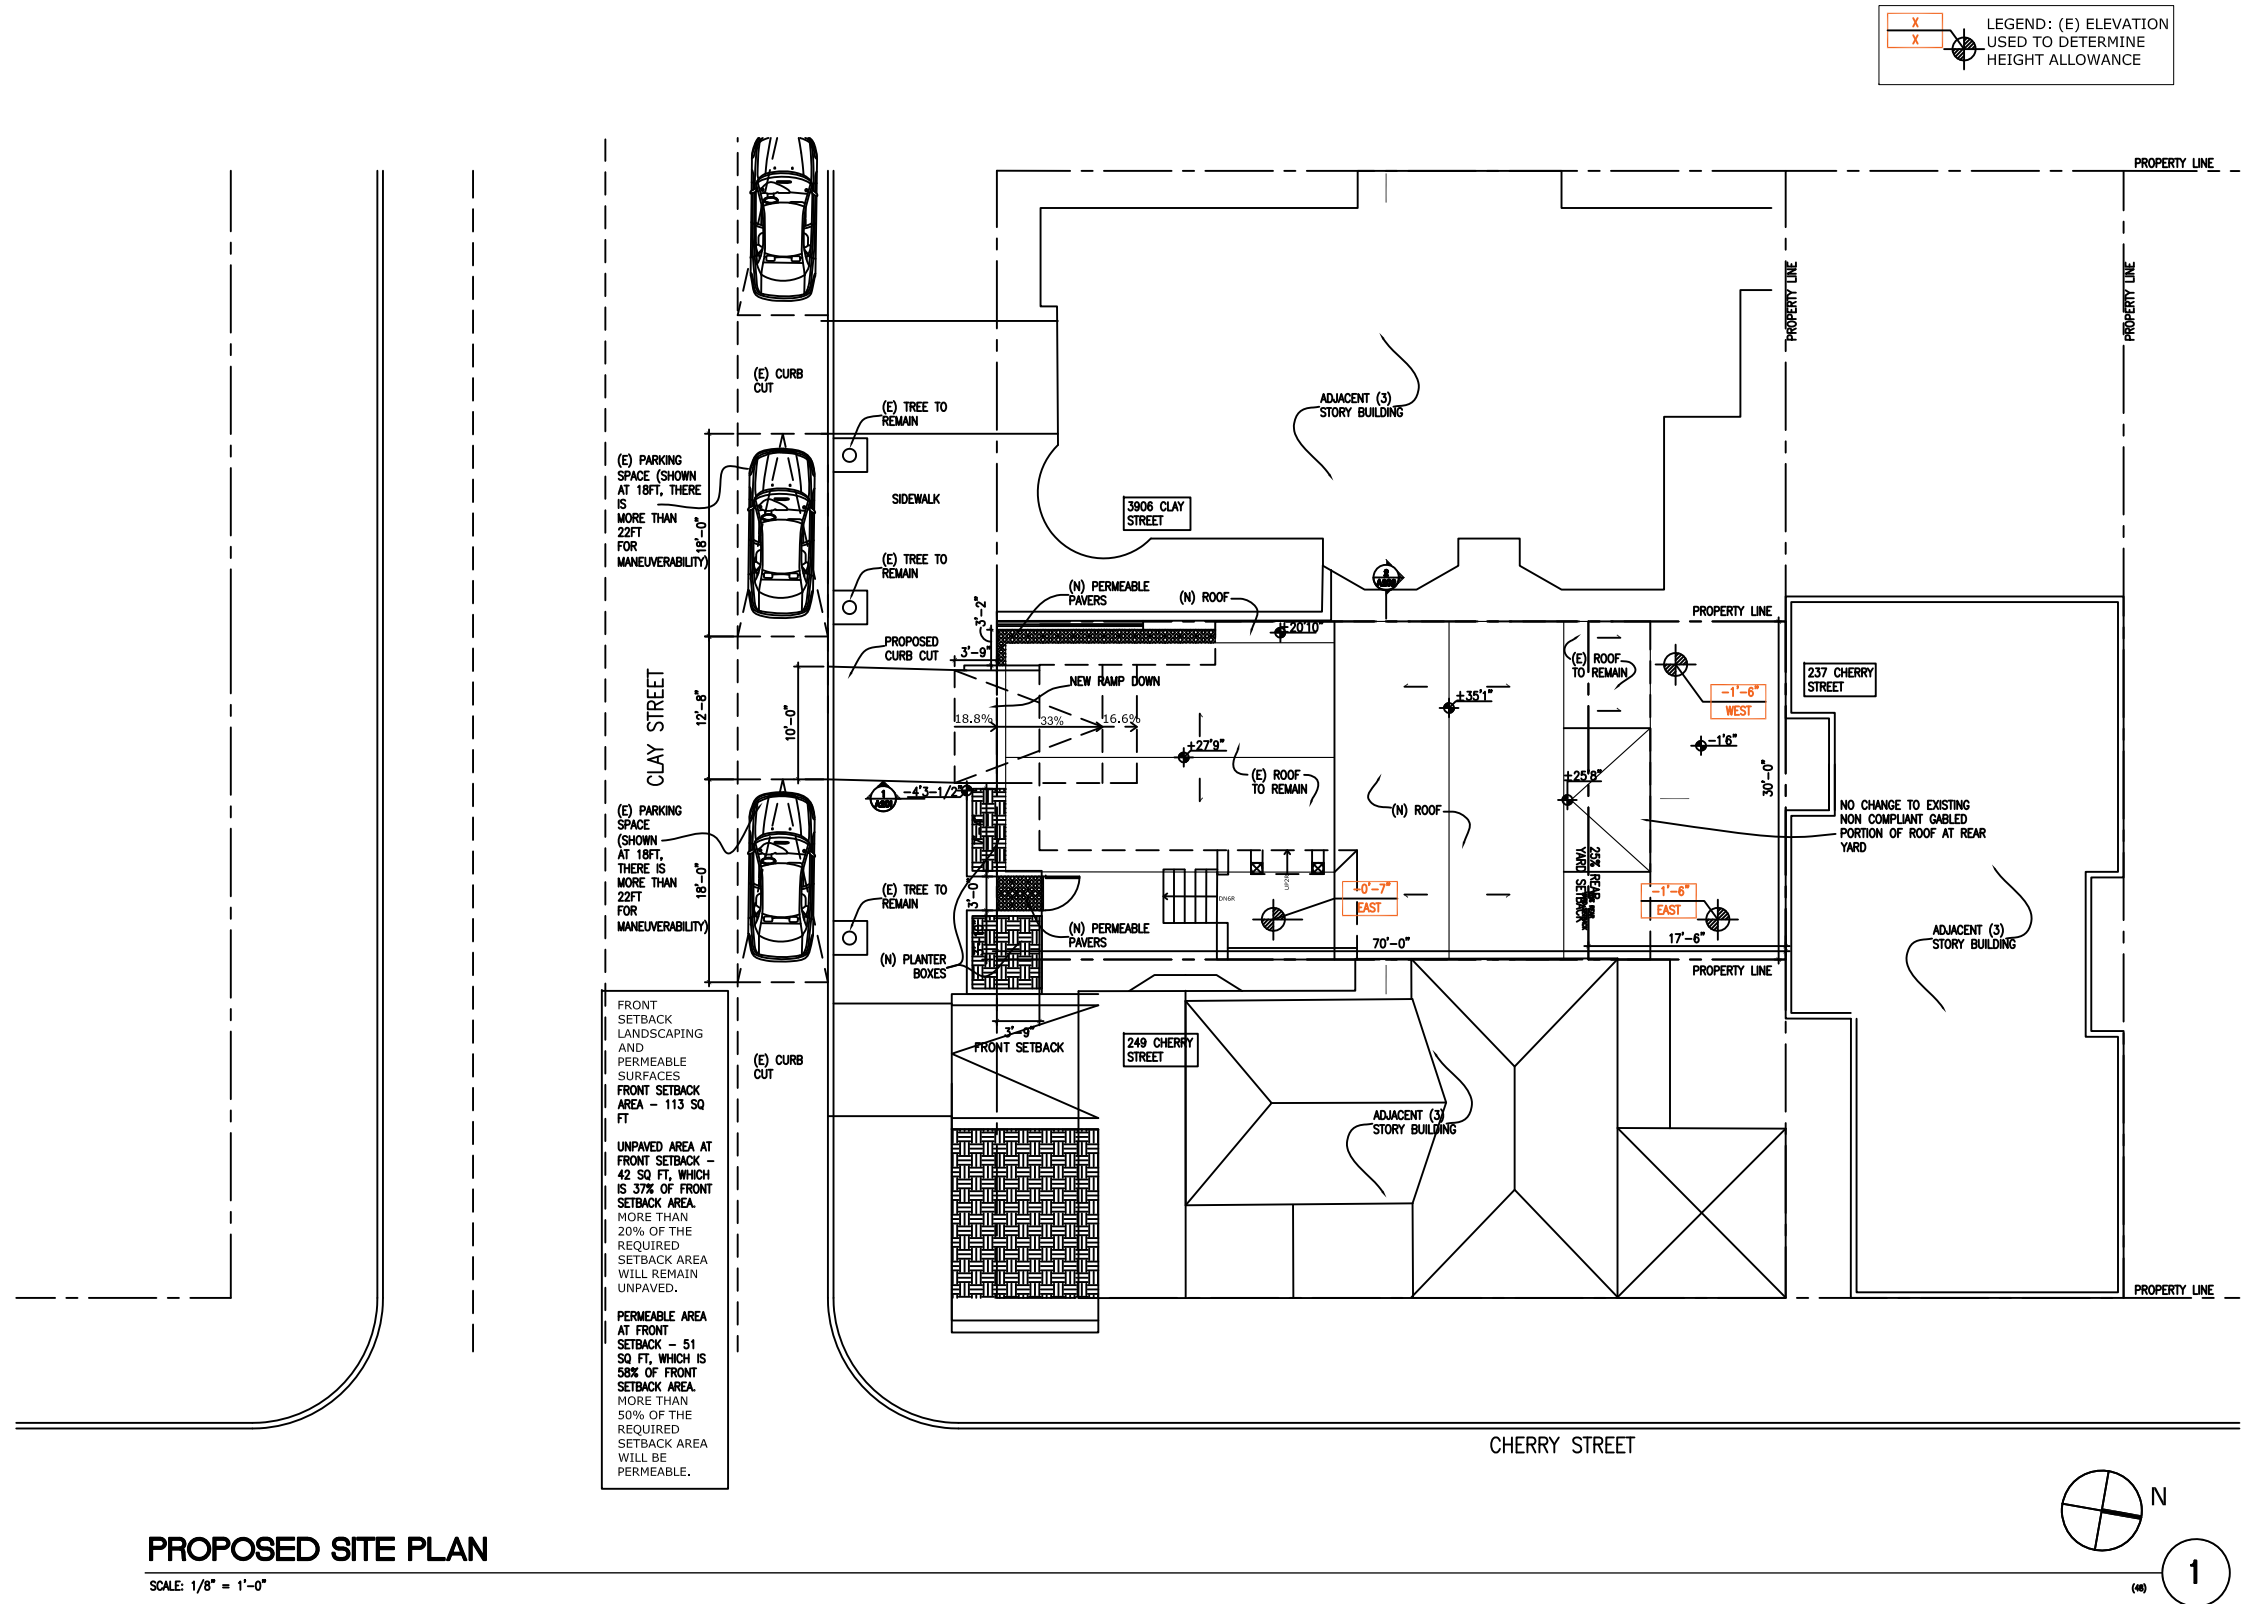 X
X
LEGEND: (E) ELEVATION
USED TO DETERMINE
HEIGHT ALLOWANCE
PROPERTY LINE
PROPERTY LINE
PROPERTY LINE
(E) CURB
CUT
(E) TREE TO
REMAIN
ADJACENT (3)
STORY BUILDING
(E) PARKING
SPACE (SHOWN
AT 18FT, THERE
IS
MORE THAN
22FT
FOR
MANEUVERABILITY)
18'-0"
SIDEWALK
3906 CLAY
STREET
(E) TREE TO
REMAIN
(N) PERMEABLE
PAVERS
(N) ROOF
3'-2"
2
PROPERTY LINE
+20'10"
PROPOSED
CURB CUT
3'-9"
NEW RAMP DOWN
(E) ROOF
TO REMAIN
237 CHERRY
STREET
CLAY STREET
12'-8"
10'-0"
18.8%
33%
16.6%
+35'1"
-1'-6"
WEST
-1'6"
+27'9"
(E) ROOF
TO REMAIN
+25'8"
30'-0"
1
A201
-4'3-1/2"
(N) ROOF
NO CHANGE TO EXISTING
NON COMPLIANT GABLED
PORTION OF ROOF AT REAR
YARD
(E) PARKING
SPACE
(SHOWN
AT 18FT,
THERE IS
MORE THAN
22FT
FOR
MANEUVERABILITY)
18'-0"
25% REAR
YARD SETBACK
(E) TREE TO
REMAIN
3'-0"
DN6R
-0'-7"
EAST
-1'-6"
EAST
(N) PERMEABLE
PAVERS
70'-0"
17'-6"
(N) PLANTER
BOXES
PROPERTY LINE
ADJACENT (3)
STORY BUILDING
3'-9"
FRONT SETBACK
249 CHERRY
STREET
(E) CURB
CUT
ADJACENT (3)
STORY BUILDING
FRONT
SETBACK
LANDSCAPING
AND
PERMEABLE
SURFACES
FRONT SETBACK
AREA - 113 SQ
FT
UNPAVED AREA AT
FRONT SETBACK -
42 SQ FT, WHICH
IS 37% OF FRONT
SETBACK AREA.
MORE THAN
20% OF THE
REQUIRED
SETBACK AREA
WILL REMAIN
UNPAVED.
PERMEABLE AREA
AT FRONT
SETBACK - 51
SQ FT, WHICH IS
58% OF FRONT
SETBACK AREA.
MORE THAN
50% OF THE
REQUIRED
SETBACK AREA
WILL BE
PERMEABLE.
PROPERTY LINE
CHERRY STREET
N
PROPOSED SITE PLAN
SCALE: 1/8" = 1'-0"
1